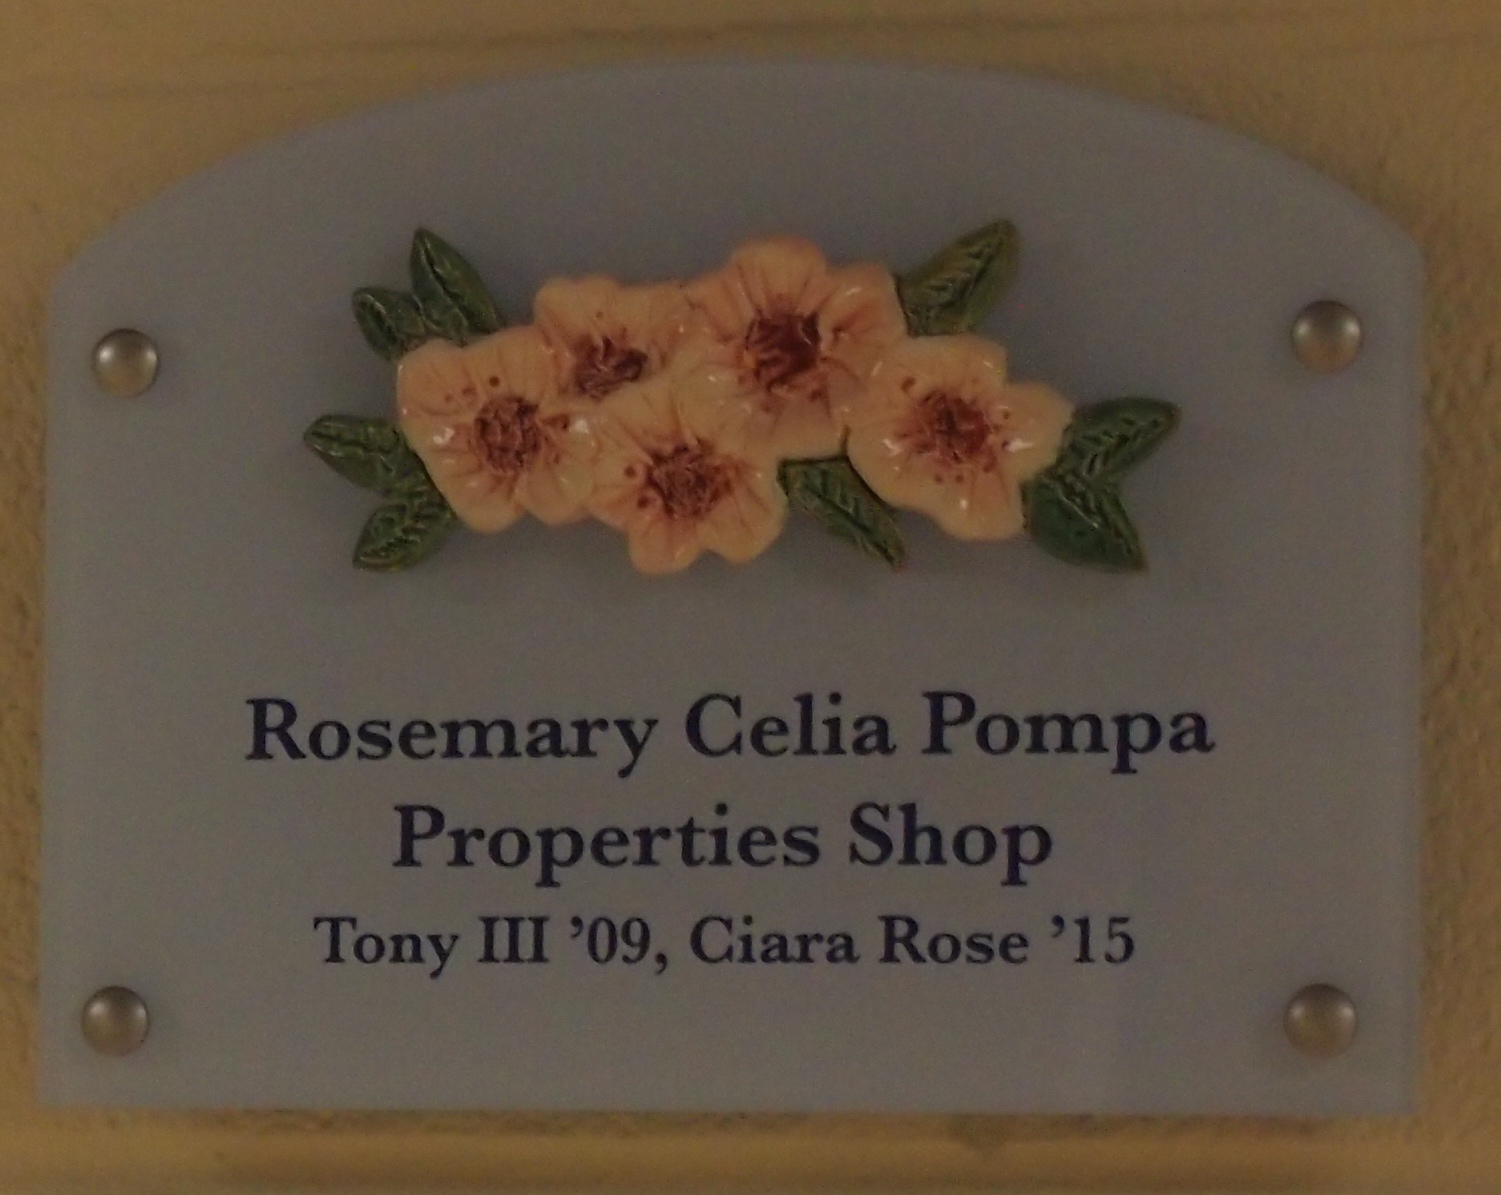 Rosemary Celia Pompa
Properties Shop
Tony III ’09, Ciara Rose ’15